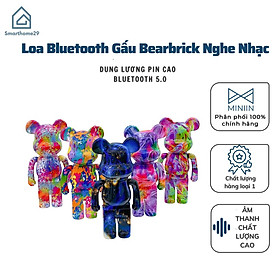 Smarthome29
Loa Bluetooth Gấu Bearbrick Nghe Nhạc
DUNG LƯỢNG PIN CAO
BLUETOOTH 5.0
MINIIN
Phân phối 100%
chính hãng
Chất lượng
hàng loại 1
ÂM
THANH
CHẤT
LƯỢNG
CAO